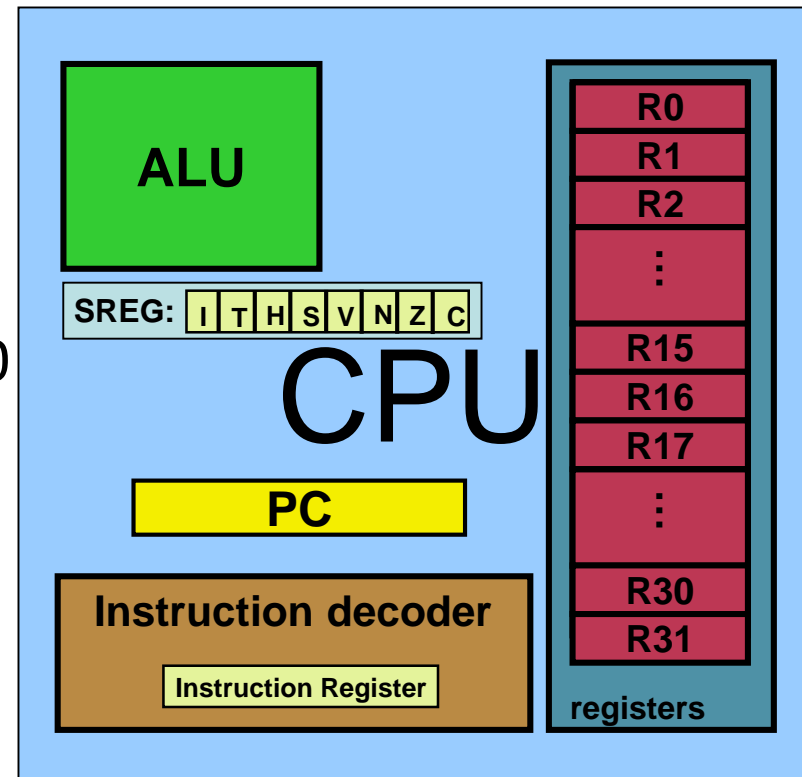 ALU
SREG: I T H S V N Z C
CPU
PC
Instruction decoder
Instruction Register
R0
R1
R2
⋮
R15
R16
R17
⋮
R30
R31
registers